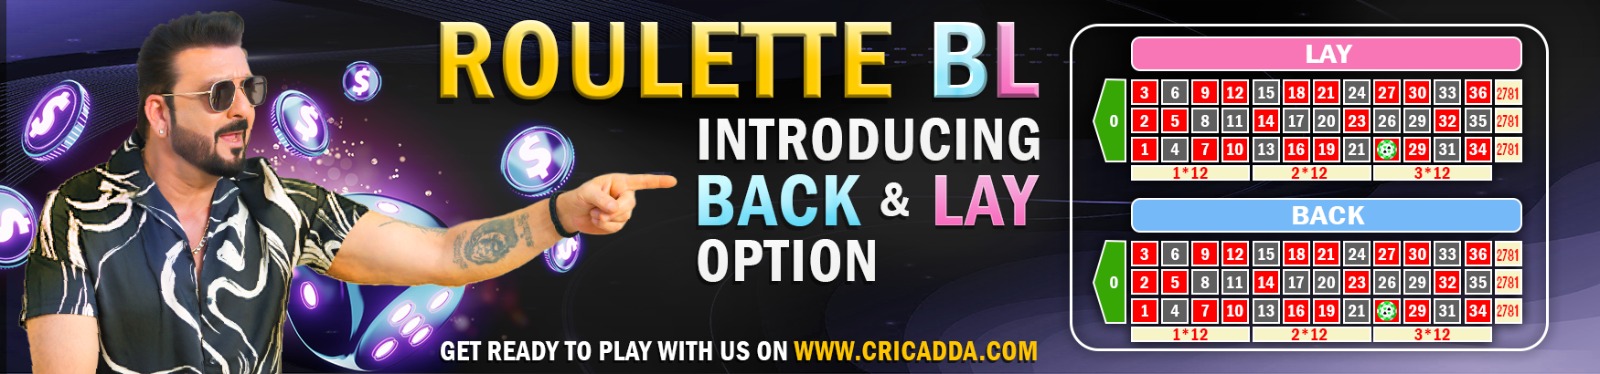 ROULETTE BL
INTRODUCING
BACK & LAY
OPTION
GET READY TO PLAY WITH US ON WWW.CRICADDA.COM
LAY
3 6 9 12 15 18 21 24 27 30 33 36 2781
0 2 5 8 11 14 17 20 23 26 29 32 35 2781
1 4 7 10 13 16 19 21 29 31 34 2781
1*12 2*12 3*12
BACK
3 6 9 12 15 18 21 24 27 30 33 36 2781
0 2 5 8 11 14 17 20 23 26 29 32 35 2781
1 4 7 10 13 16 19 21 29 31 34 2781
1*12 2*12 3*12